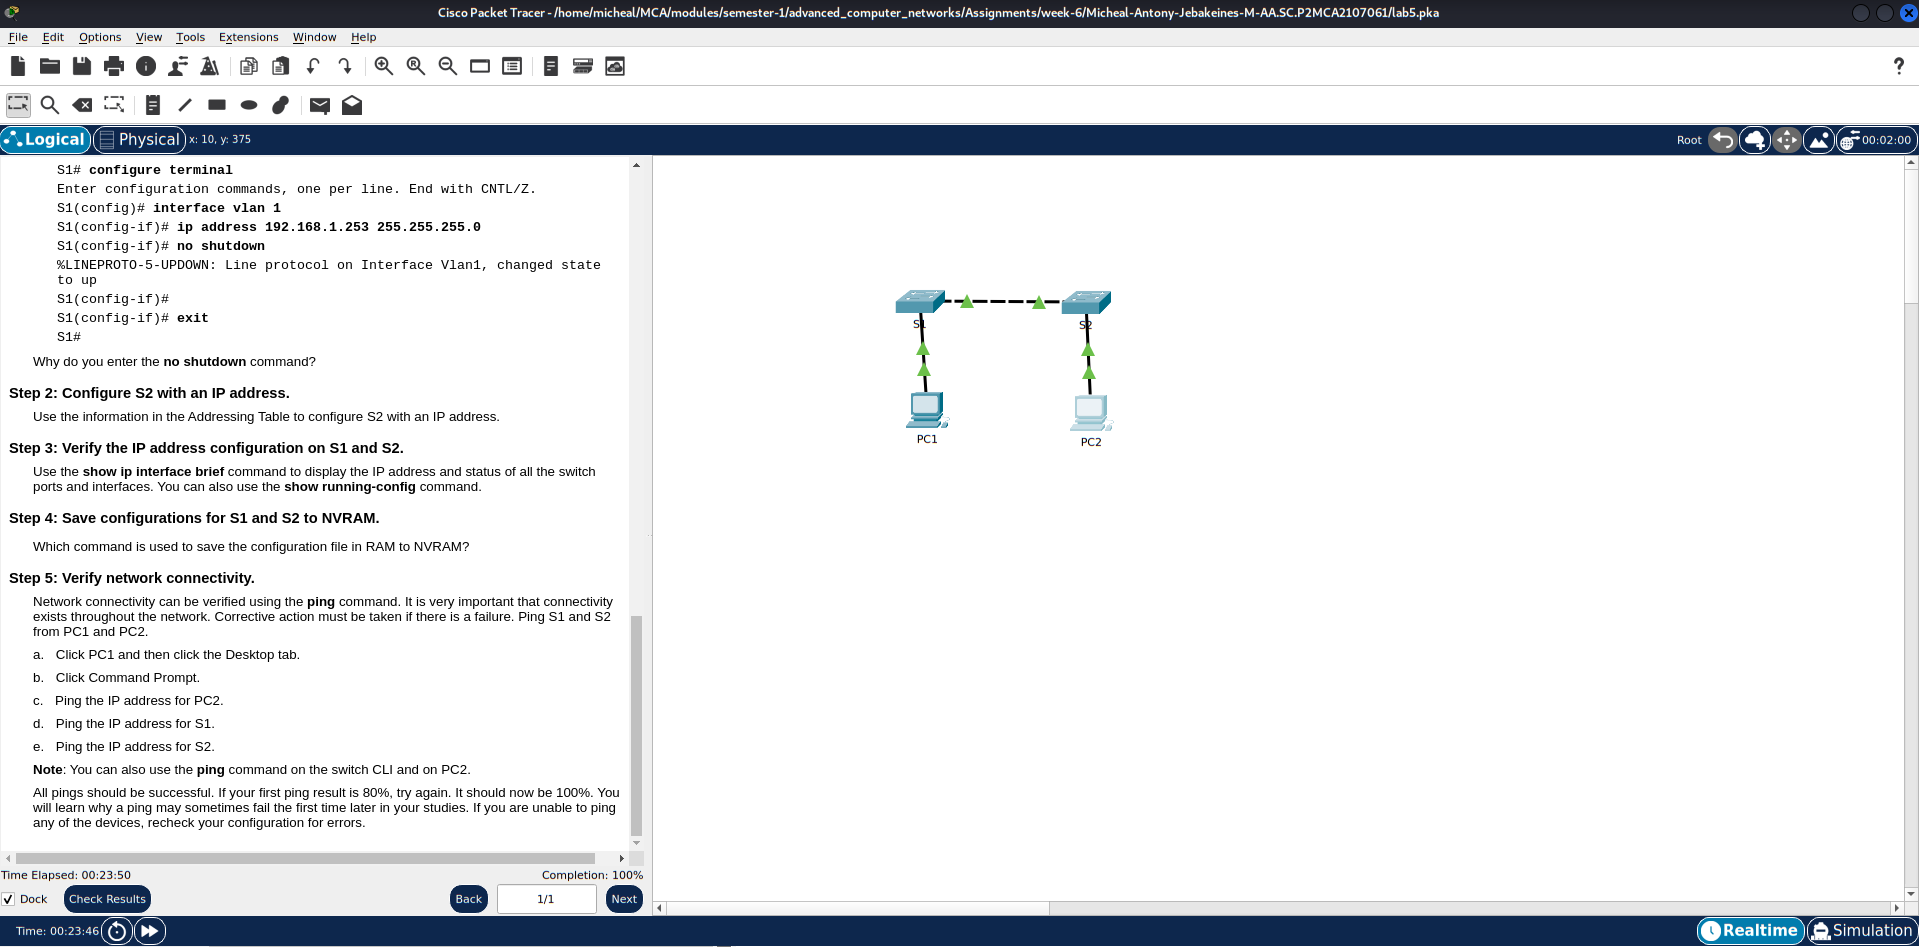 Cisco Packet Tracer - /home/micheal/MCA/modules/semester-1/advanced_computer_networks/Assignments/week-6/Micheal-Antony-Jebakeines-M-AA.SC.P2MCA2107061/lab5.pka
File Edit Options View Tools Extensions Window Help
?
Logical Physical x: 10, y: 375 Root 00:02:00
S1# configure terminal
Enter configuration commands, one per line. End with CNTL/Z.
S1(config)# interface vlan 1
S1(config-if)# ip address 192.168.1.253 255.255.255.0
S1(config-if)# no shutdown
%LINEPROTO-5-UPDOWN: Line protocol on Interface Vlan1, changed state
to up
S1(config-if)#
S1(config-if)# exit
S1#
Why do you enter the no shutdown command?
Step 2: Configure S2 with an IP address.
Use the information in the Addressing Table to configure S2 with an IP address.
Step 3: Verify the IP address configuration on S1 and S2.
Use the show ip interface brief command to display the IP address and status of all the switch
ports and interfaces. You can also use the show running-config command.
Step 4: Save configurations for S1 and S2 to NVRAM.
Which command is used to save the configuration file in RAM to NVRAM?
Step 5: Verify network connectivity.
Network connectivity can be verified using the ping command. It is very important that connectivity
exists throughout the network. Corrective action must be taken if there is a failure. Ping S1 and S2
from PC1 and PC2.
a. Click PC1 and then click the Desktop tab.
b. Click Command Prompt.
c. Ping the IP address for PC2.
d. Ping the IP address for S1.
e. Ping the IP address for S2.
Note: You can also use the ping command on the switch CLI and on PC2.
All pings should be successful. If your first ping result is 80%, try again. It should now be 100%. You
will learn why a ping may sometimes fail the first time later in your studies. If you are unable to ping
any of the devices, recheck your configuration for errors.
Time Elapsed: 00:23:50 Completion: 100%
Dock Check Results Back 1/1 Next
S1 S2
PC1 PC2
Time: 00:23:46 Realtime Simulation